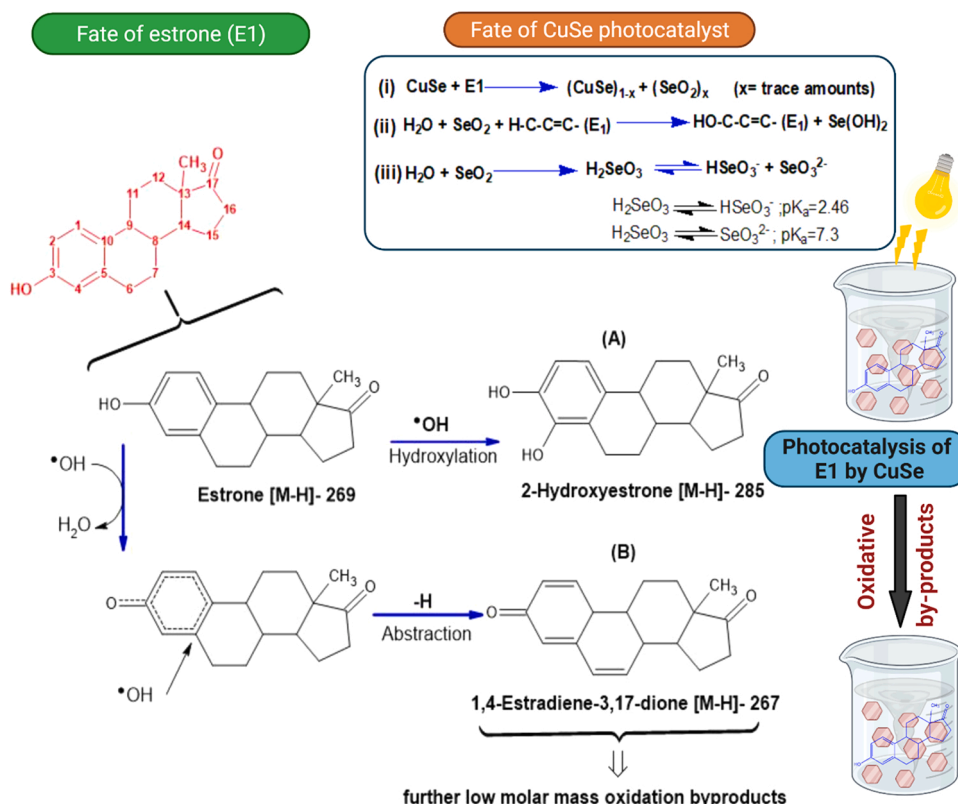 Fate of estrone (E1)
Fate of CuSe photocatalyst
(i) CuSe + E1 ⟶ (CuSe)₁₋ₓ + (SeO₂)ₓ (x= trace amounts)
(ii) H₂O + SeO₂ + H-C-C=C- (E₁) ⟶ HO-C-C=C- (E₁) + Se(OH)₂
(iii) H₂O + SeO₂ ⟶ H₂SeO₃ ⇌ HSeO₃⁻ + SeO₃²⁻
H₂SeO₃ ⇌ HSeO₃⁻ ;pKₐ=2.46
H₂SeO₃ ⇌ SeO₃²⁻ ; pKₐ=7.3
O
CH₃
17
12
11
13
16
1
9
14
15
2
10
8
3
5
7
HO
4
6
(A)
CH₃
O
HO
•OH
Hydroxylation
CH₃
O
HO
HO
Estrone [M-H]- 269
2-Hydroxyestrone [M-H]- 285
•OH
H₂O
(B)
CH₃
O
O
•OH
-H
Abstraction
CH₃
O
O
1,4-Estradiene-3,17-dione [M-H]- 267
further low molar mass oxidation byproducts
CH₃
O
HO
Photocatalysis of
E1 by CuSe
Oxidative
by-products
CH₃
O
HO